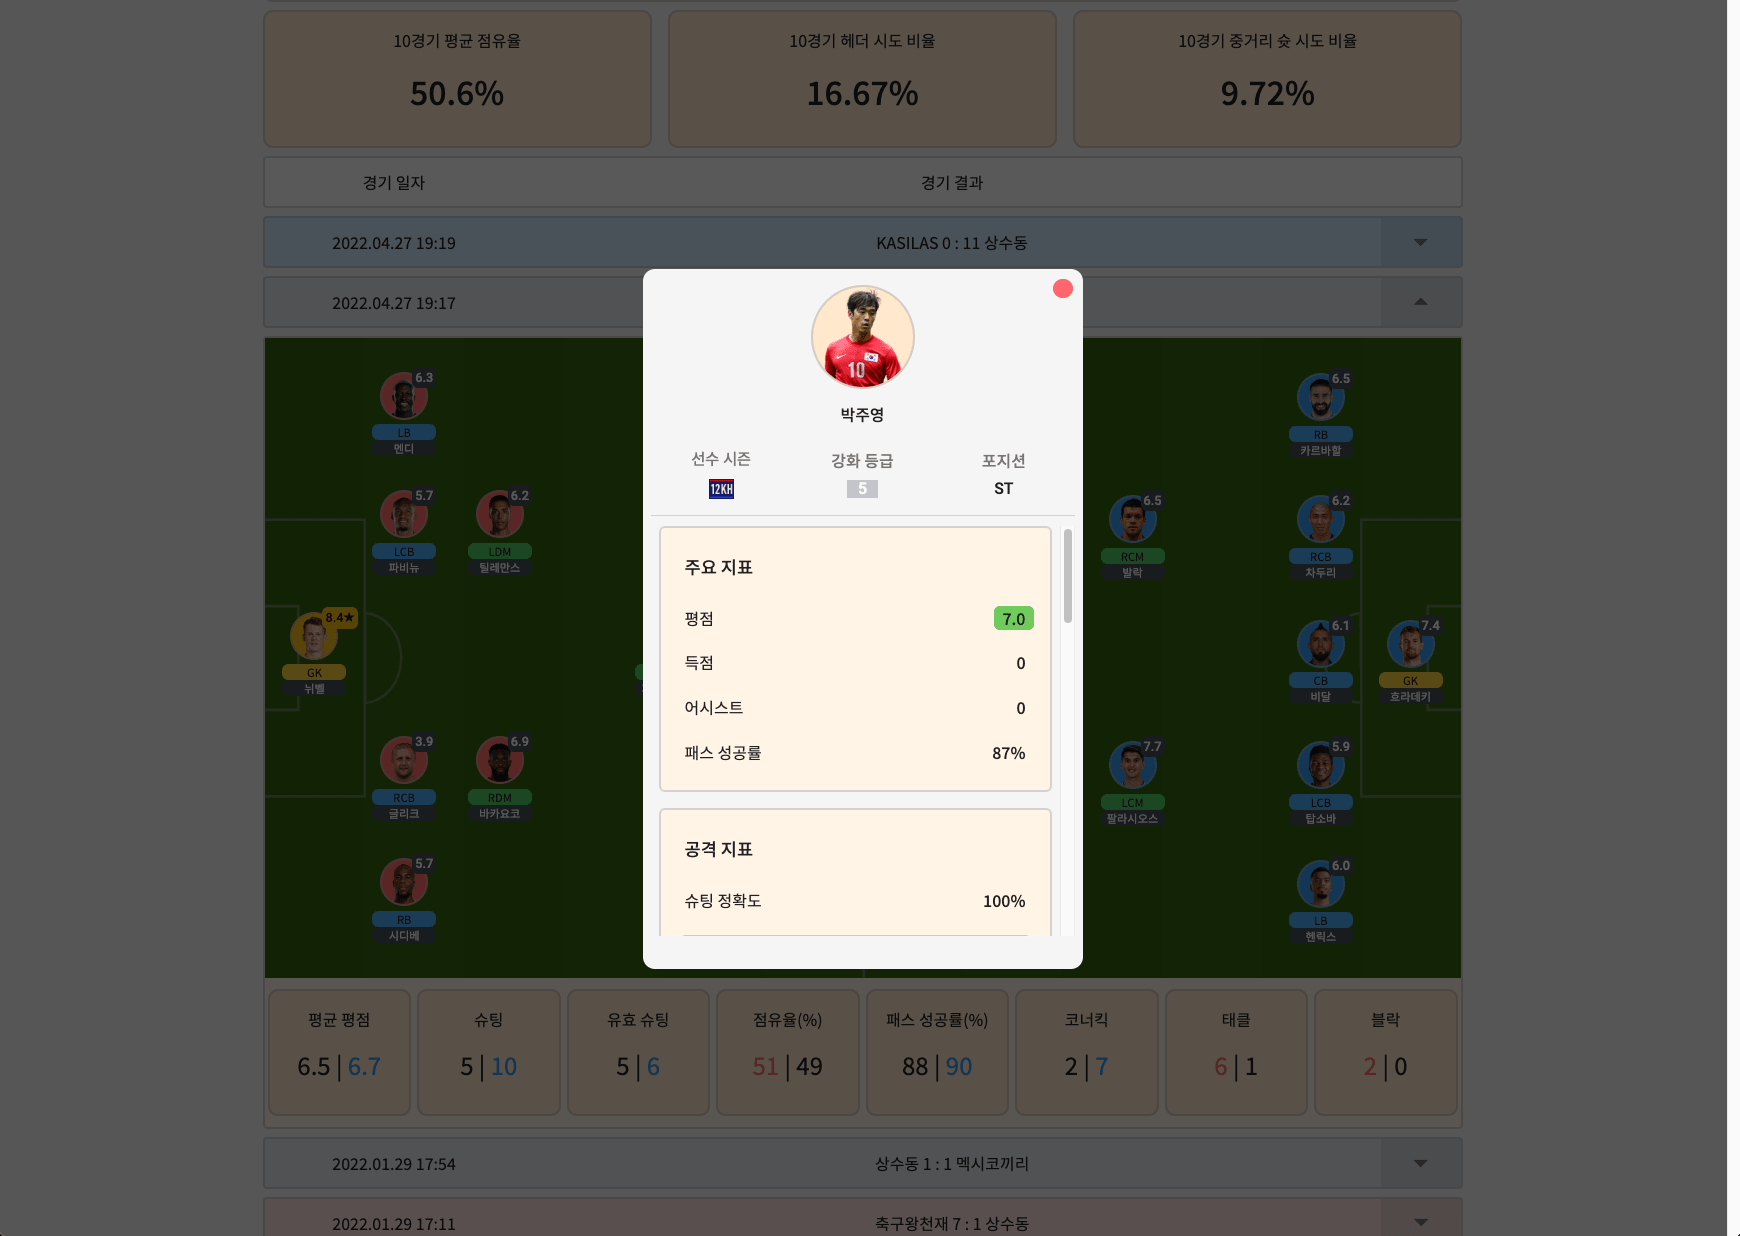 10경기 평균 점유율
50.6%
10경기 헤더 시도 비율
16.67%
10경기 중거리 슛 시도 비율
9.72%
경기 일자 경기 결과
2022.04.27 19:19 KASILAS 0 : 11 상수동
2022.04.27 19:17
10
박주영
선수 시즌 강화 등급 포지션
12KH 5 ST
주요 지표
평점 7.0
득점 0
어시스트 0
패스 성공률 87%
공격 지표
슈팅 정확도 100%
6.3
LB
멘디
5.7
LCB
파비뉴
6.2
LDM
틸레만스
8.4★
GK
뉘벨
3.9
RCB
글리크
6.9
RDM
바카요코
5.7
RB
시디베
6.5
RB
카르바할
6.5
RCM
발락
6.2
RCB
차두리
6.1
CB
비달
7.4
GK
흐라데키
7.7
LCM
팔라시오스
5.9
LCB
탑소바
6.0
LB
헨릭스
평균 평점
6.5 | 6.7
슈팅
5 | 10
유효 슈팅
5 | 6
점유율(%)
51 | 49
패스 성공률(%)
88 | 90
코너킥
2 | 7
태클
6 | 1
블락
2 | 0
2022.01.29 17:54 상수동 1 : 1 멕시코끼리
2022.01.29 17:11 축구왕천재 7 : 1 상수동